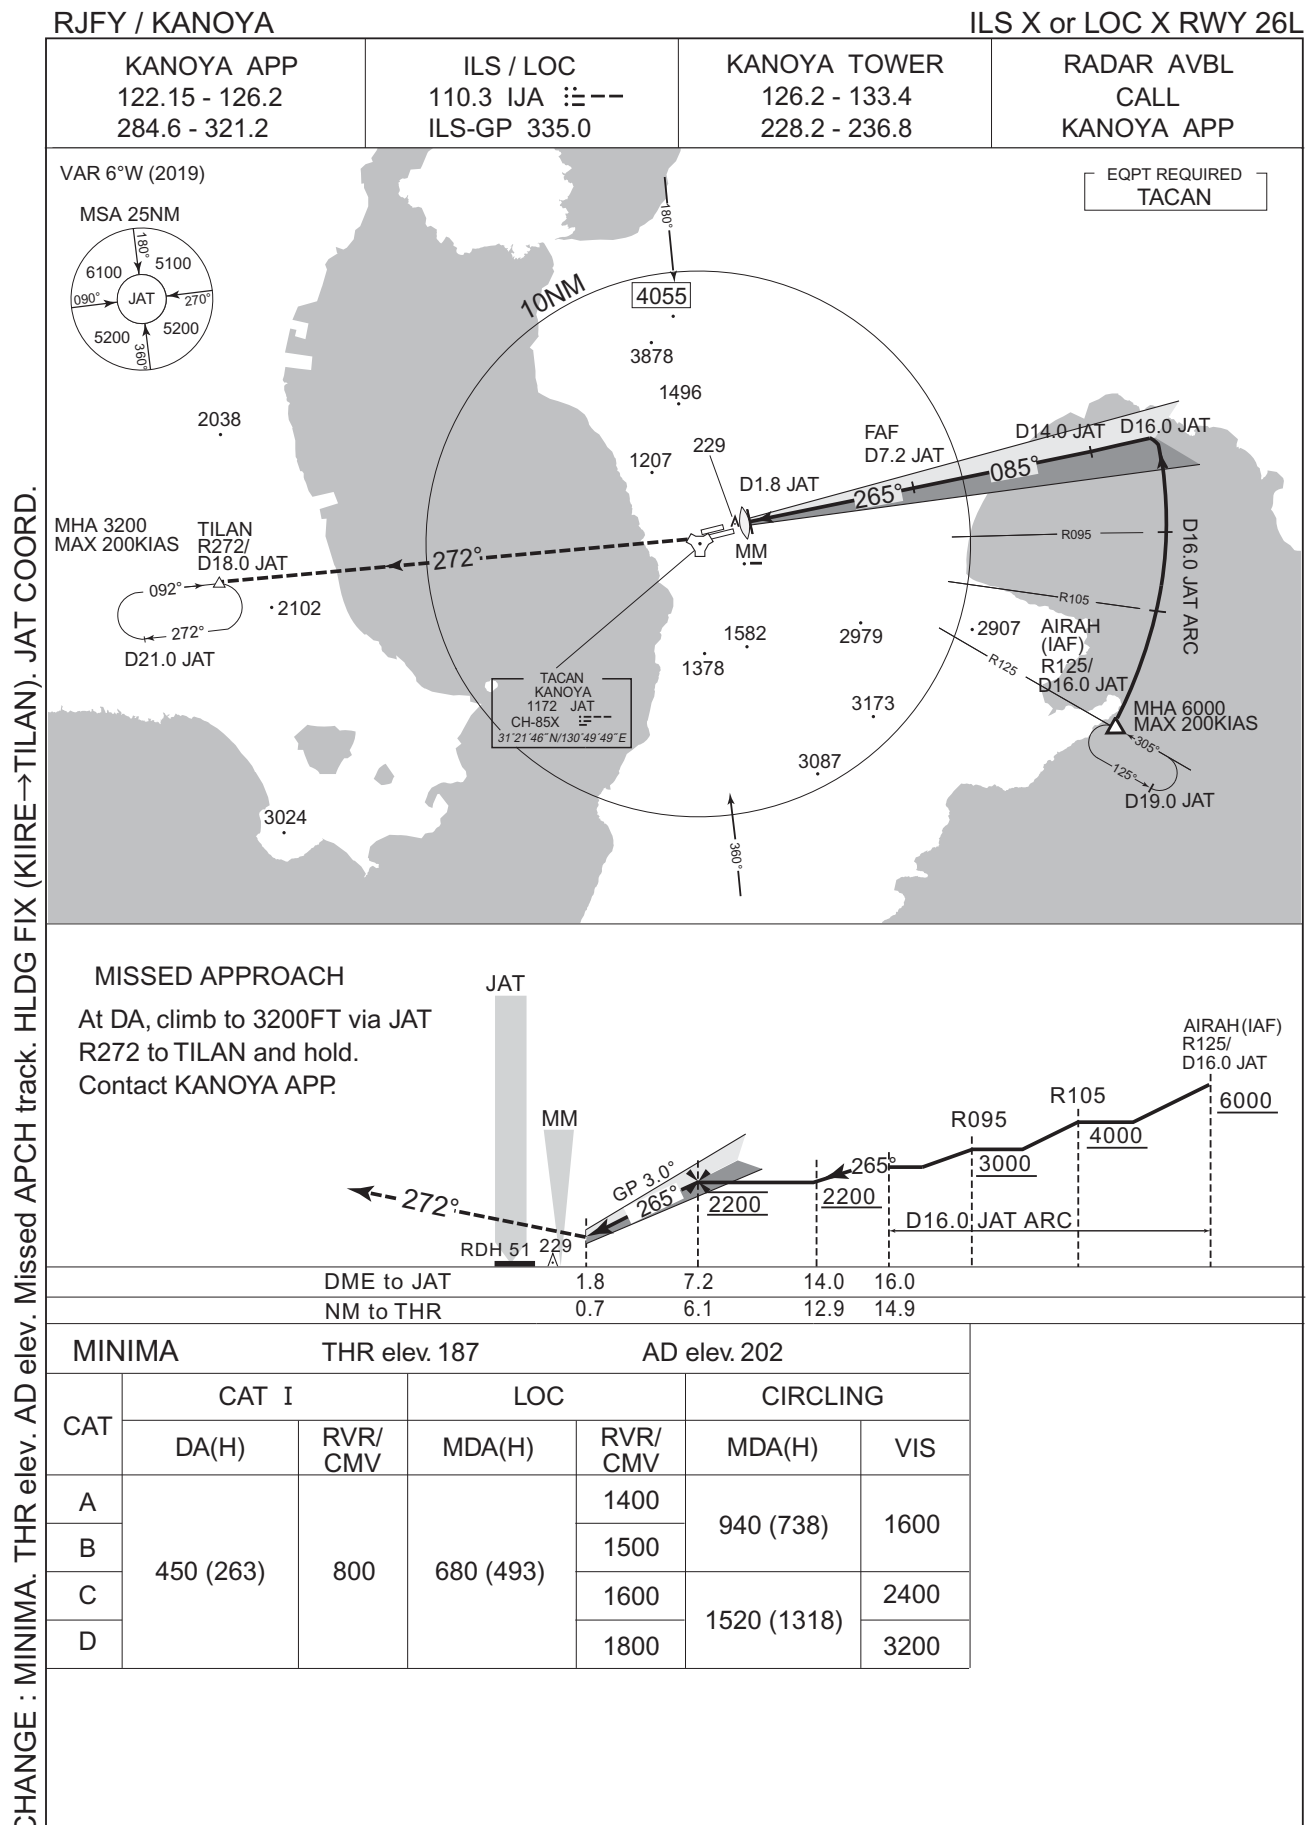 RJFY / KANOYA
ILS X or LOC X RWY 26L
KANOYA APP
122.15 - 126.2
284.6 - 321.2
ILS / LOC
110.3 IJA
ILS-GP 335.0
KANOYA TOWER
126.2 - 133.4
228.2 - 236.8
RADAR AVBL
CALL
KANOYA APP
VAR 6°W (2019)
EQPT REQUIRED
TACAN
MSA 25NM
180°
6100
5100
090°
JAT
270°
5200
5200
360°
180°
10NM
4055
3878
1496
2038
229
1207
FAF
D7.2 JAT
D14.0 JAT
D16.0 JAT
D1.8 JAT
265°
085°
MHA 3200
MAX 200KIAS
TILAN
R272/
D18.0 JAT
272°
MM
R095
D16.0 JAT ARC
092°
272°
D21.0 JAT
2102
R105
1582
1378
2979
2907
AIRAH
(IAF)
R125/
D16.0 JAT
R125
TACAN
KANOYA
1172 JAT
CH-85X
31°21´46˝N/130°49´49˝E
3173
MHA 6000
MAX 200KIAS
305°
125°
D19.0 JAT
3087
3024
360°
MISSED APPROACH
At DA, climb to 3200FT via JAT
R272 to TILAN and hold.
Contact KANOYA APP.
JAT
MM
AIRAH(IAF)
R125/
D16.0 JAT
R105
6000
R095
4000
3000
265°
GP 3.0°
265°
2200
2200
272°
D16.0 JAT ARC
RDH 51
229
DME to JAT 1.8 7.2 14.0 16.0
NM to THR 0.7 6.1 12.9 14.9
MINIMA THR elev. 187 AD elev. 202
CAT
CAT I
LOC
CIRCLING
DA(H)
RVR/
CMV
MDA(H)
RVR/
CMV
MDA(H)
VIS
A
B
C
D
450 (263)
800
680 (493)
1400
1500
1600
1800
940 (738)
1520 (1318)
1600
2400
3200
CHANGE : MINIMA. THR elev. AD elev. Missed APCH track. HLDG FIX (KIIRE→TILAN). JAT COORD.